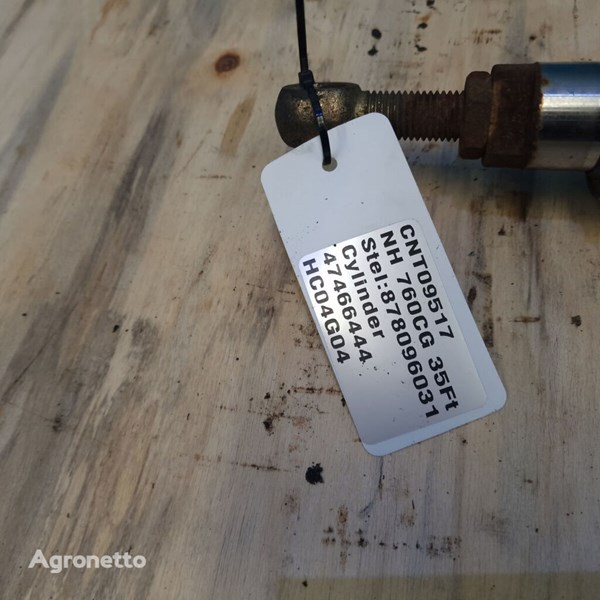 CNT09517
NH 760CG 35Ft
Stel:878096031
Cylinder
47466444
HC04G04
Agronetto